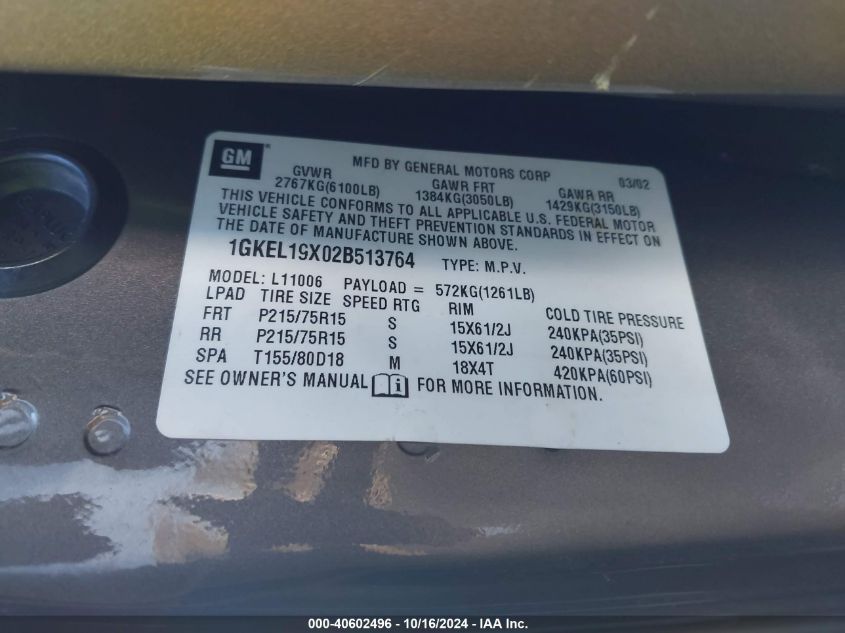 GM
MFD BY GENERAL MOTORS CORP 03/02
GVWR GAWR FRT GAWR RR
2767KG(6100LB) 1384KG(3050LB) 1429KG(3150LB)
THIS VEHICLE CONFORMS TO ALL APPLICABLE U.S. FEDERAL MOTOR
VEHICLE SAFETY AND THEFT PREVENTION STANDARDS IN EFFECT ON
THE DATE OF MANUFACTURE SHOWN ABOVE.
1GKEL19X02B513764 TYPE: M.P.V.
MODEL: L11006 PAYLOAD = 572KG(1261LB)
LPAD TIRE SIZE SPEED RTG RIM COLD TIRE PRESSURE
FRT P215/75R15 S 15X61/2J 240KPA(35PSI)
RR P215/75R15 S 15X61/2J 240KPA(35PSI)
SPA T155/80D18 M 18X4T 420KPA(60PSI)
SEE OWNER'S MANUAL i FOR MORE INFORMATION.
000-40602496 - 10/16/2024 - IAA Inc.